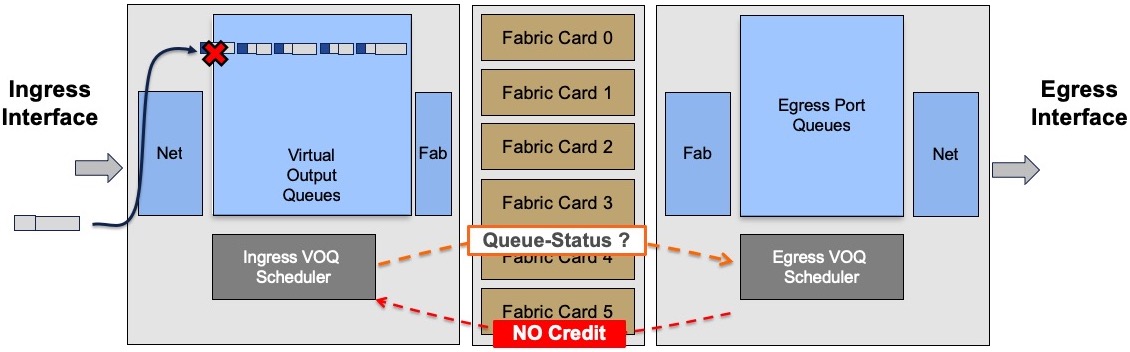 Ingress
Interface
Net
Virtual
Output
Queues
Fab
Ingress VOQ
Scheduler
Fabric Card 0
Fabric Card 1
Fabric Card 2
Fabric Card 3
Queue-Status ?
Fabric Card 4
Fabric Card 5
NO Credit
Fab
Egress Port
Queues
Net
Egress VOQ
Scheduler
Egress
Interface